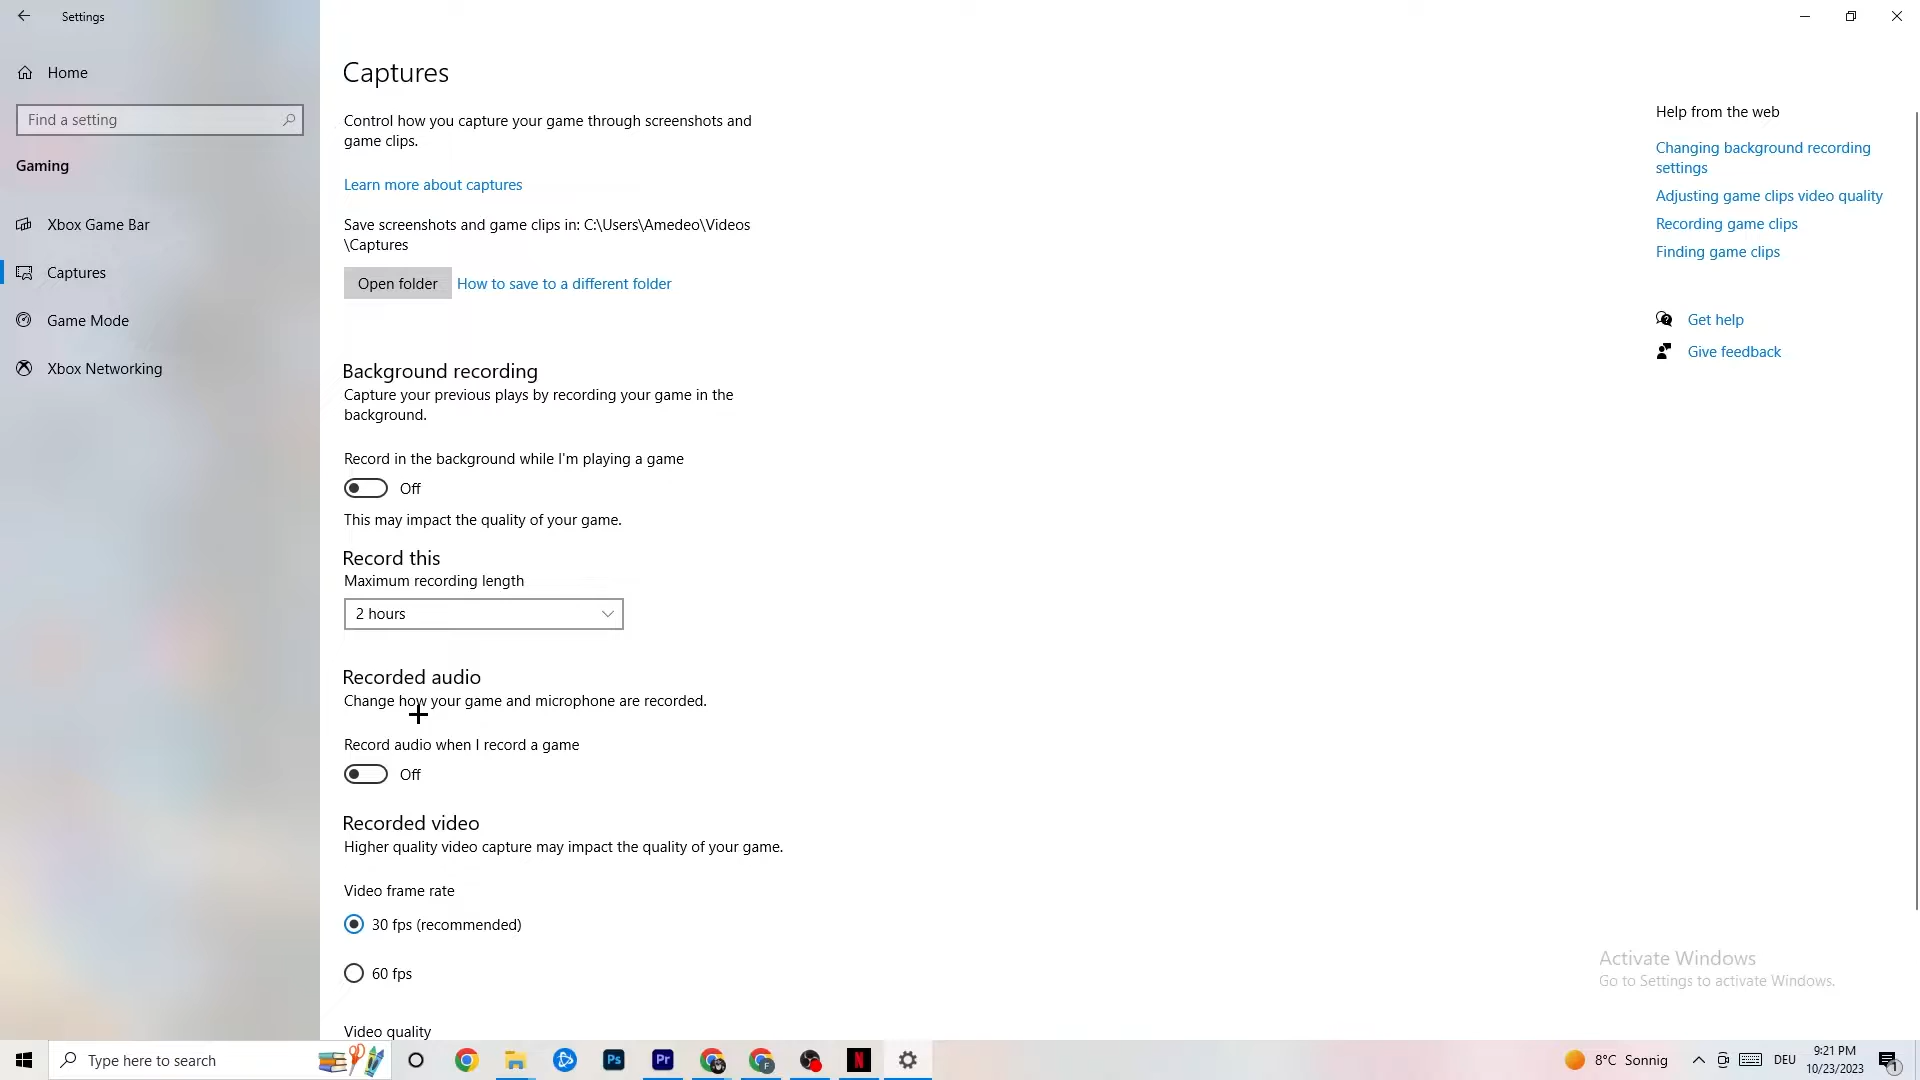 Settings
Home
Find a setting
Gaming
Xbox Game Bar
Captures
Game Mode
Xbox Networking
Captures
Control how you capture your game through screenshots and
game clips.
Learn more about captures
Save screenshots and game clips in: C:\Users\Amedeo\Videos
\Captures
Open folder
How to save to a different folder
Background recording
Capture your previous plays by recording your game in the
background.
Record in the background while I'm playing a game
Off
This may impact the quality of your game.
Record this
Maximum recording length
2 hours
Recorded audio
Change how your game and microphone are recorded.
Record audio when I record a game
Off
Recorded video
Higher quality video capture may impact the quality of your game.
Video frame rate
30 fps (recommended)
60 fps
Video quality
Help from the web
Changing background recording
settings
Adjusting game clips video quality
Recording game clips
Finding game clips
Get help
Give feedback
Activate Windows
Go to Settings to activate Windows.
Type here to search
Ps
Pr
F
N
8°C Sonnig
DEU
9:21 PM
10/23/2023
1